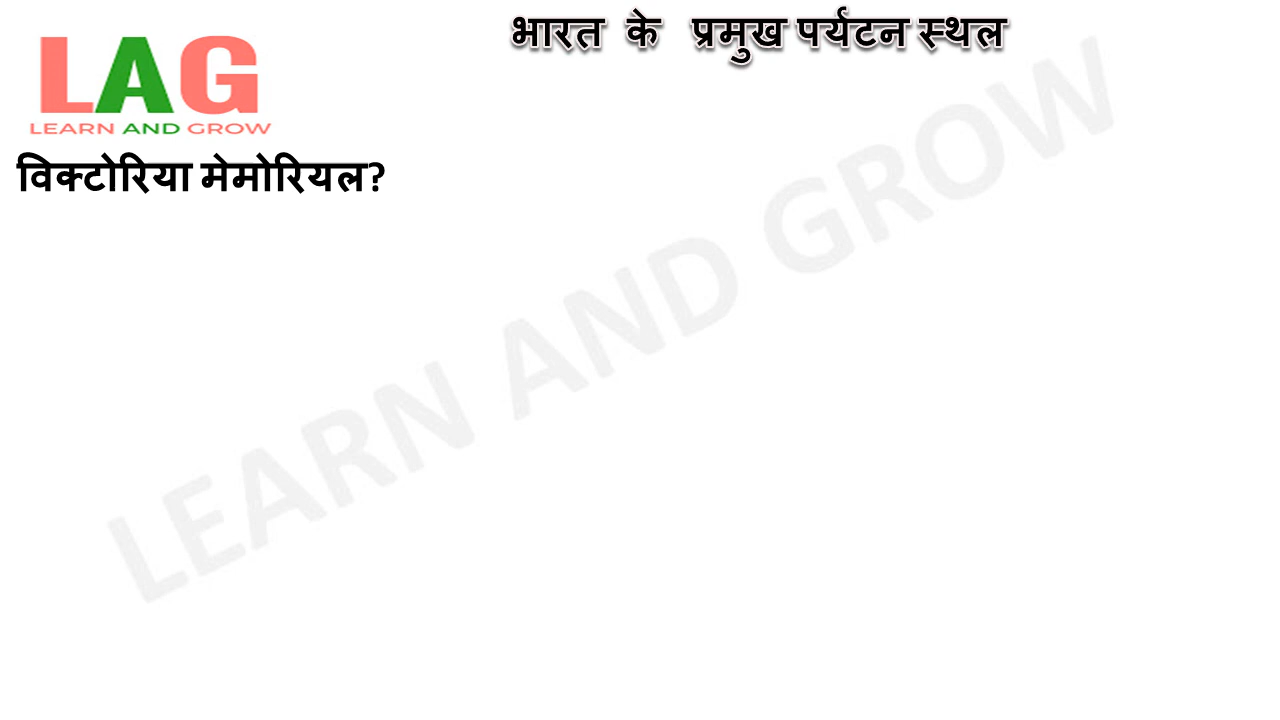 भारत के प्रमुख पर्यटन स्थल
LAG
LEARN AND GROW
विक्टोरिया मेमोरियल?
LEARN AND GROW